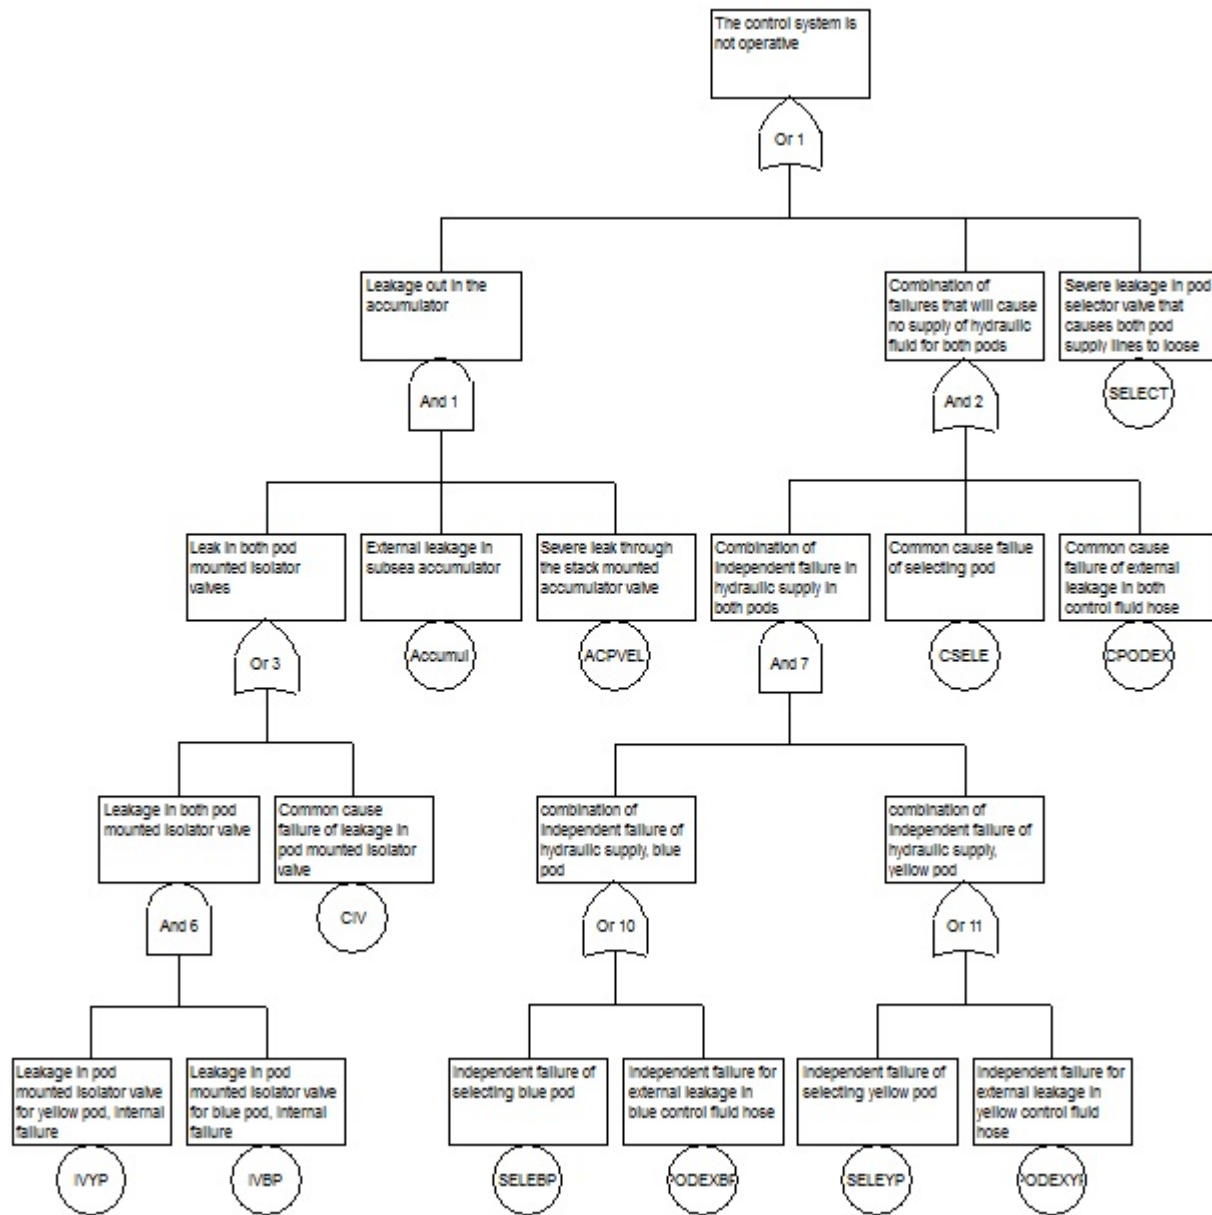 The control system is
not operative
Or 1
Leakage out in the
accumulator
Combination of
failures that will cause
no supply of hydraulic
fluid for both pods
Severe leakage in pod
selector valve that
causes both pod
supply lines to loose
And 1
And 2
SELECT
Leak in both pod
mounted isolator
valves
External leakage in
subsea accumulator
Severe leak through
the stack mounted
accumulator valve
Combination of
independent failure in
hydraulic supply in
both pods
Common cause failue
of selecting pod
Common cause
failure of external
leakage in both
control fluid hose
Or 3
Accumul
ACPVEL
And 7
CSELE
CPODEX
Leakage in both pod
mounted isolator valve
Common cause
failure of leakage in
pod mounted isolator
valve
combination of
independent failure of
hydraulic supply, blue
pod
combination of
independent failure of
hydraulic supply,
yellow pod
And 6
CIV
Or 10
Or 11
Leakage in pod
mounted isolator valve
for yellow pod, internal
failure
Leakage in pod
mounted isolator valve
for blue pod, internal
failure
Independent failure of
selecting blue pod
Independent failure for
external leakage in
blue control fluid hose
Independent failure of
selecting yellow pod
Independent failure for
external leakage in
yellow control fluid
hose
IVYP
IVBP
SELEBP
PODEXBP
SELEYP
PODEXYP